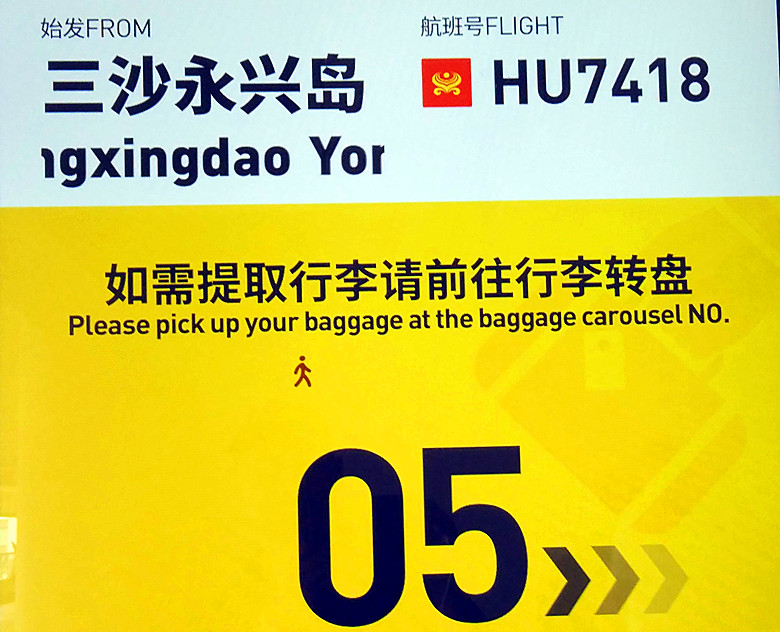 始发FROM
航班号FLIGHT
三沙永兴岛
HU7418
ngxingdao Yon
如需提取行李请前往行李转盘
Please pick up your baggage at the baggage carousel NO.
05